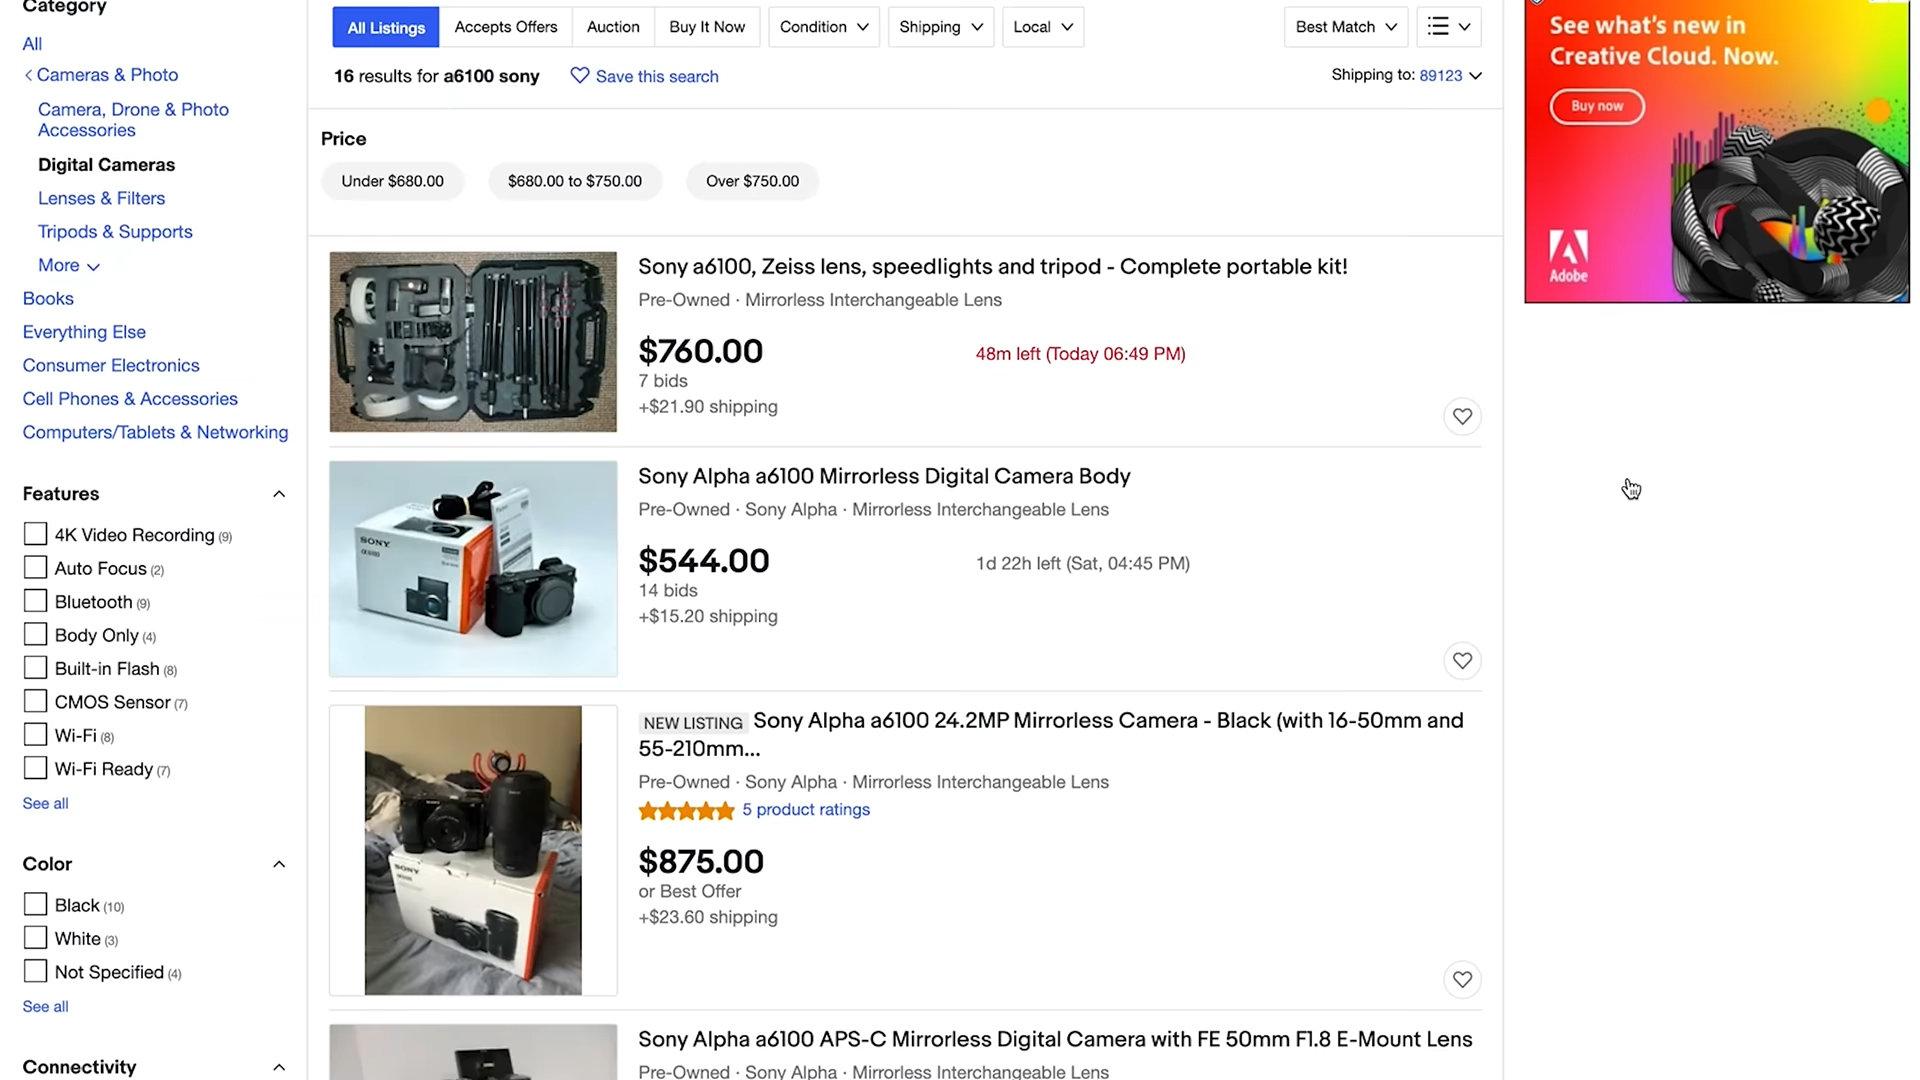 Category
All
Cameras & Photo
Camera, Drone & Photo
Accessories
Digital Cameras
Lenses & Filters
Tripods & Supports
More
Books
Everything Else
Consumer Electronics
Cell Phones & Accessories
Computers/Tablets & Networking
Features
4K Video Recording (9)
Auto Focus (2)
Bluetooth (9)
Body Only (4)
Built-in Flash (8)
CMOS Sensor (7)
Wi-Fi (8)
Wi-Fi Ready (7)
See all
Color
Black (10)
White (3)
Not Specified (4)
See all
Connectivity
All Listings Accepts Offers Auction Buy It Now Condition Shipping Local Best Match
16 results for a6100 sony Save this search Shipping to: 89123
Price
Under $680.00 $680.00 to $750.00 Over $750.00
Sony a6100, Zeiss lens, speedlights and tripod - Complete portable kit!
Pre-Owned · Mirrorless Interchangeable Lens
$760.00 48m left (Today 06:49 PM)
7 bids
+$21.90 shipping
SONY
Sony Alpha a6100 Mirrorless Digital Camera Body
Pre-Owned · Sony Alpha · Mirrorless Interchangeable Lens
$544.00 1d 22h left (Sat, 04:45 PM)
14 bids
+$15.20 shipping
SONY
NEW LISTING Sony Alpha a6100 24.2MP Mirrorless Camera - Black (with 16-50mm and
55-210mm...
Pre-Owned · Sony Alpha · Mirrorless Interchangeable Lens
5 product ratings
$875.00
or Best Offer
+$23.60 shipping
Sony Alpha a6100 APS-C Mirrorless Digital Camera with FE 50mm F1.8 E-Mount Lens
Pre-Owned · Sony Alpha · Mirrorless Interchangeable Lens
See what's new in
Creative Cloud. Now.
Buy now
Adobe